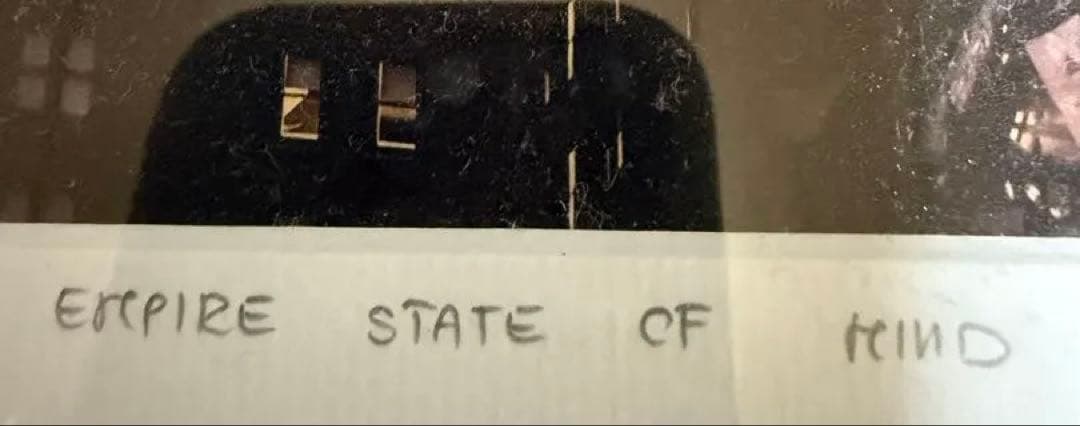 EMPIRE STATE OF MIND